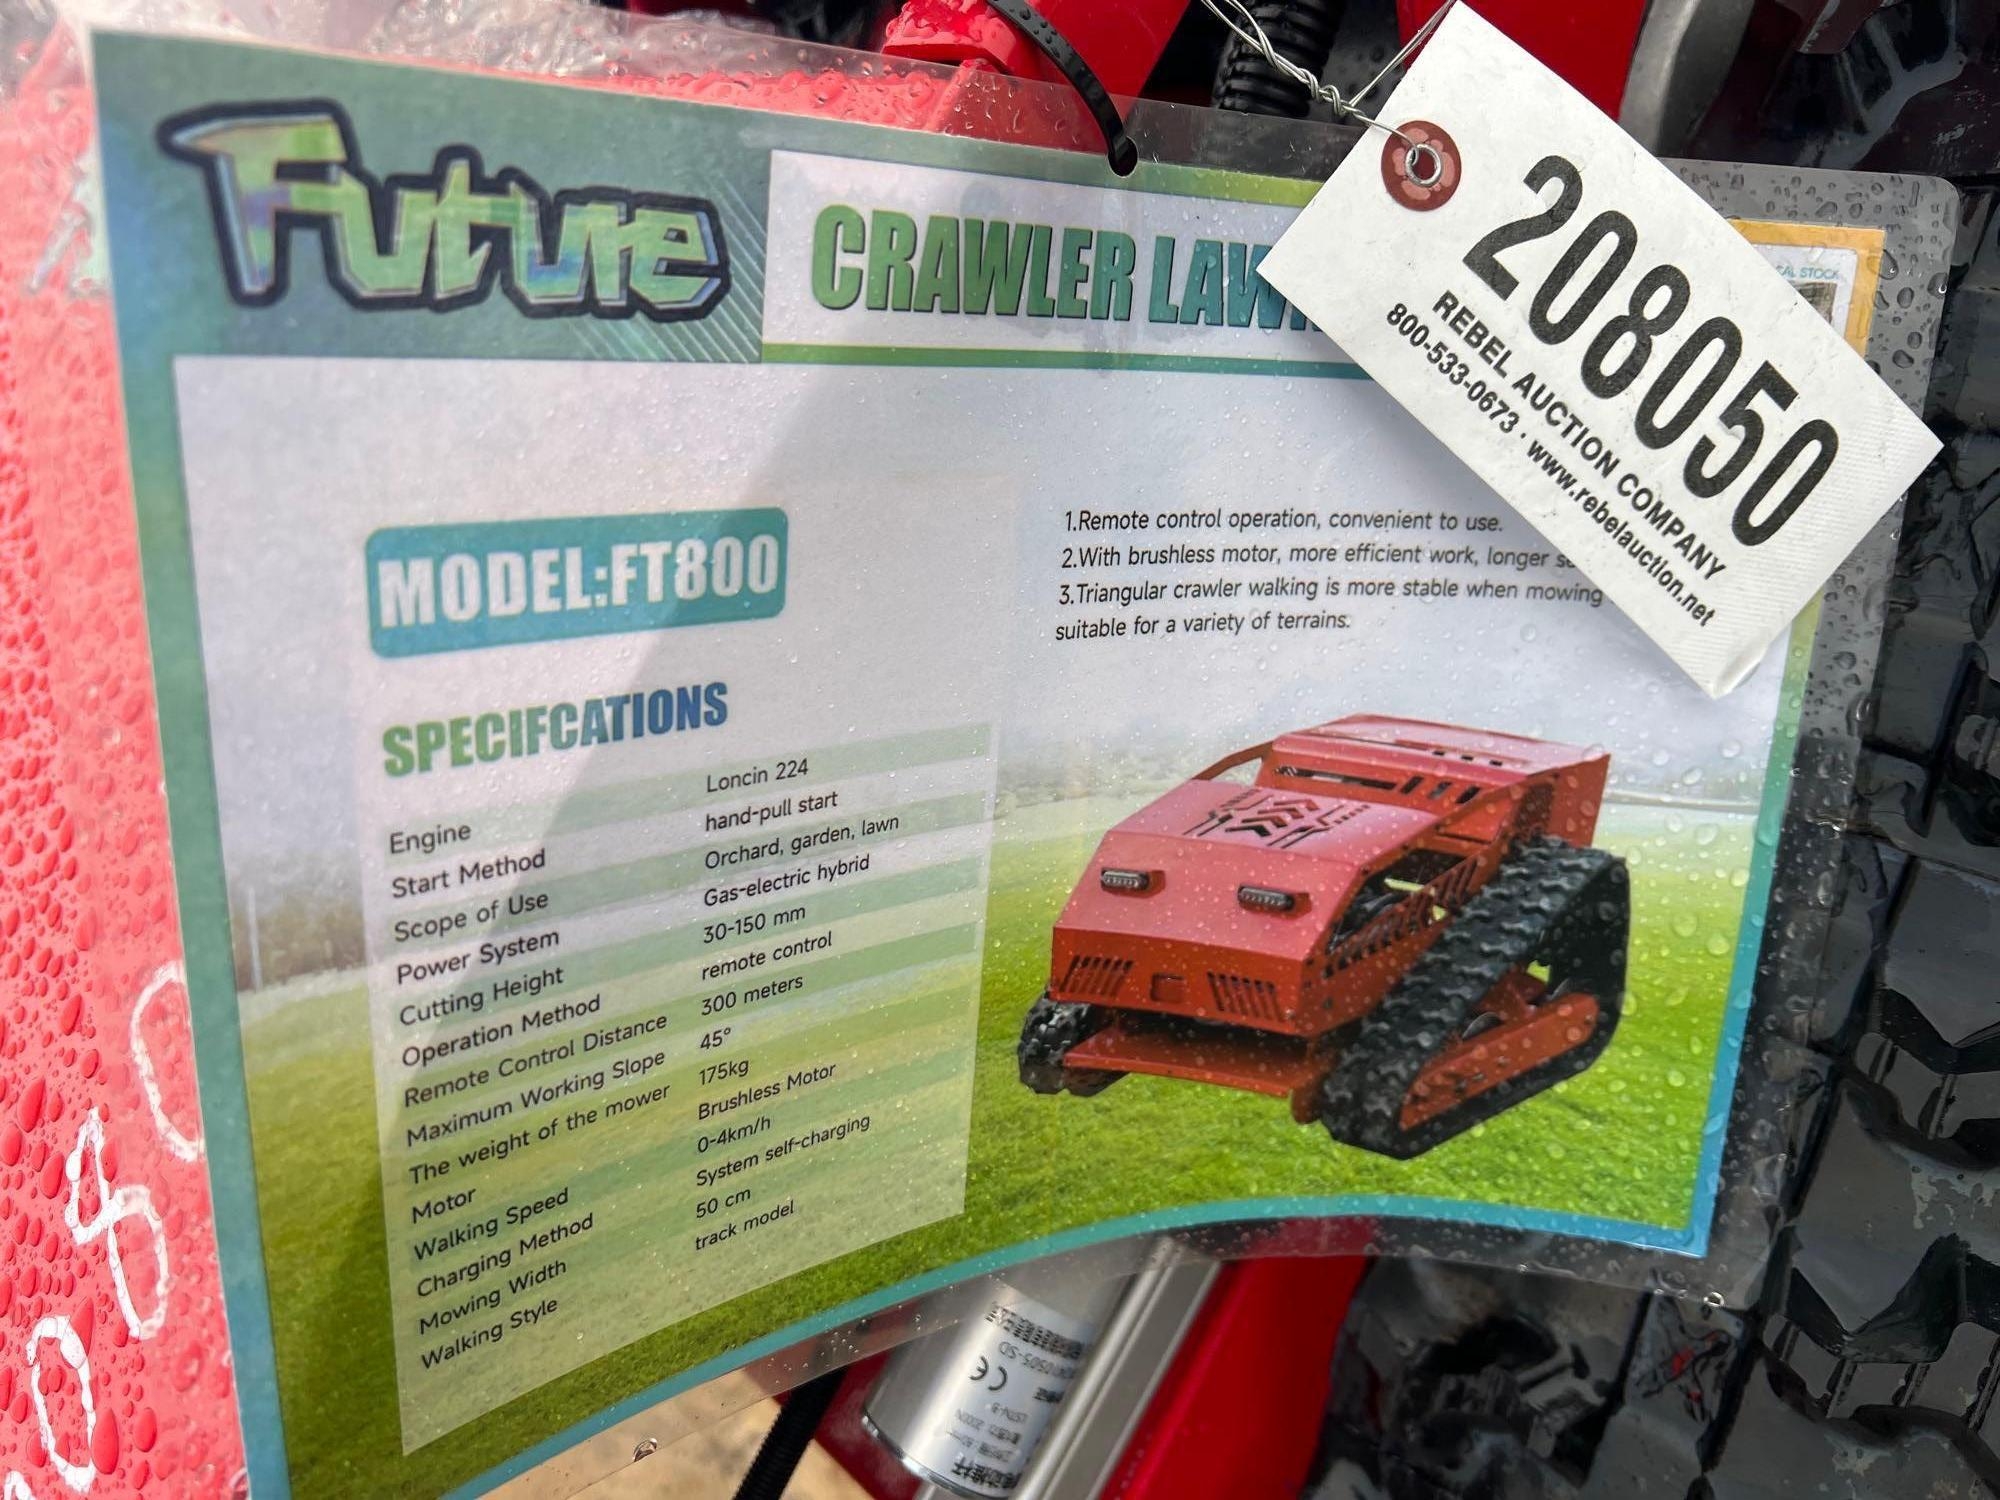 Future
CRAWLER LAWN
208050
REBEL AUCTION COMPANY
800-533-0673 · www.rebelauction.net
AL STOCK
MODEL:FT800
1.Remote control operation, convenient to use.
2.With brushless motor, more efficient work, longer
3.Triangular crawler walking is more stable when mowing
suitable for a variety of terrains.
SPECIFCATIONS
Engine Loncin 224
Start Method hand-pull start
Scope of Use Orchard, garden, lawn
Power System Gas-electric hybrid
Cutting Height 30-150 mm
Operation Method remote control
Remote Control Distance 300 meters
Maximum Working Slope 45°
The weight of the mower 175kg
Motor Brushless Motor
Walking Speed 0-4km/h
Charging Method System self-charging
Mowing Width 50 cm
Walking Style track model
CE